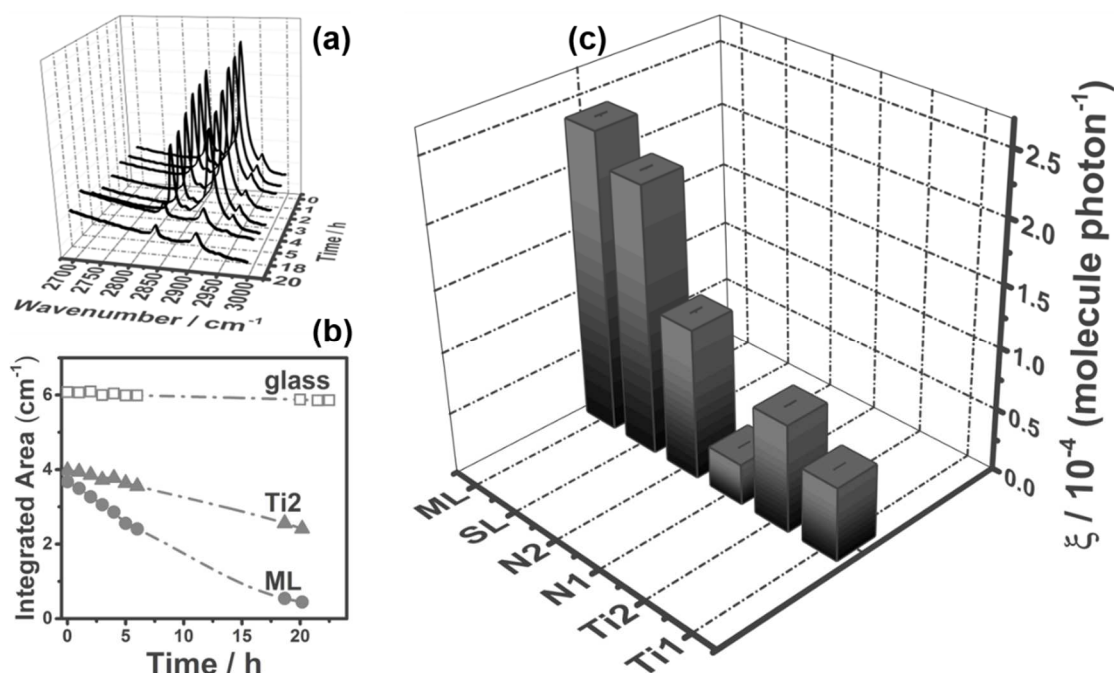 (a)
0
1
2
3
4
5
18
20
Time / h
2700
2750
2800
2850
2900
2950
3000
Wavenumber / cm⁻¹
(b)
Integrated Area (cm⁻¹)
6
4
2
0
glass
Ti2
ML
0 5 10 15 20
Time / h
(c)
2.5
2.0
1.5
1.0
0.5
0.0
ξ / 10⁻⁴ (molecule photon⁻¹)
ML
SL
N2
N1
Ti2
Ti1